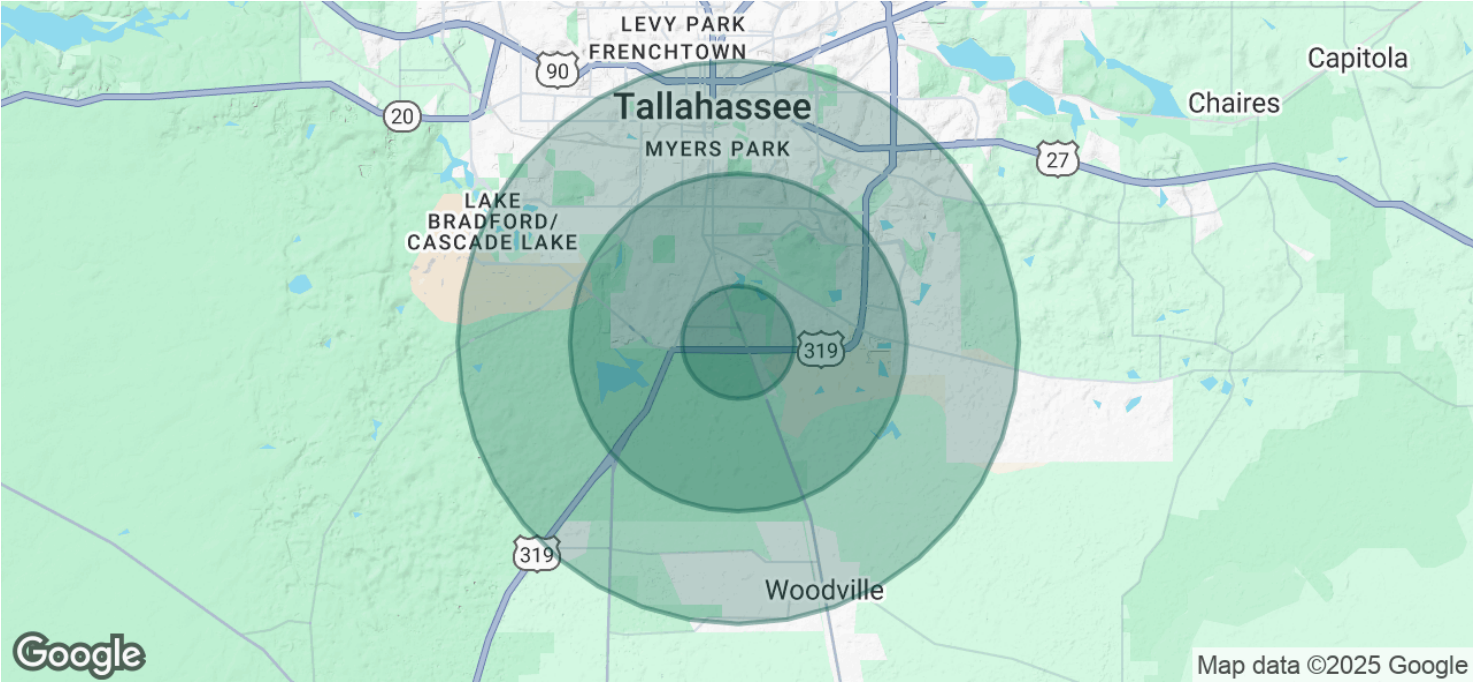 LEVY PARK
FRENCHTOWN
90
Capitola
Chaires
Tallahassee
20
MYERS PARK
27
LAKE
BRADFORD/
CASCADE LAKE
319
319
Woodville
Google
Map data ©2025 Google